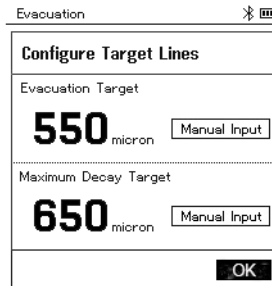 Evacuation
Configure Target Lines
Evacuation Target
550 micron Manual Input
Maximum Decay Target
650 micron Manual Input
OK